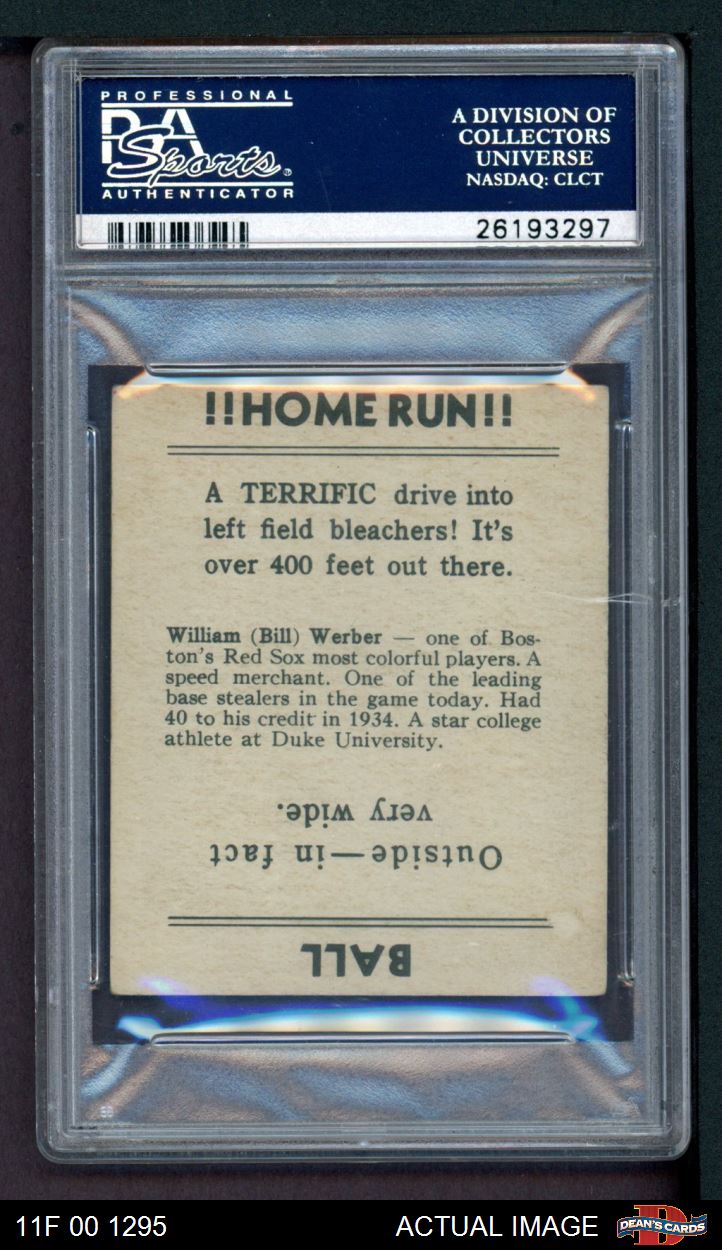 PROFESSIONAL
PSA
Sports
AUTHENTICATOR
A DIVISION OF
COLLECTORS
UNIVERSE
NASDAQ: CLCT
26193297
!!HOME RUN!!
A TERRIFIC drive into
left field bleachers! It's
over 400 feet out there.
William (Bill) Werber — one of Bos-
ton's Red Sox most colorful players. A
speed merchant. One of the leading
base stealers in the game today. Had
40 to his credit in 1934. A star college
athlete at Duke University.
BALL
Outside—in fact
very wide.
11F 00 1295
ACTUAL IMAGE
DEAN'S CARDS